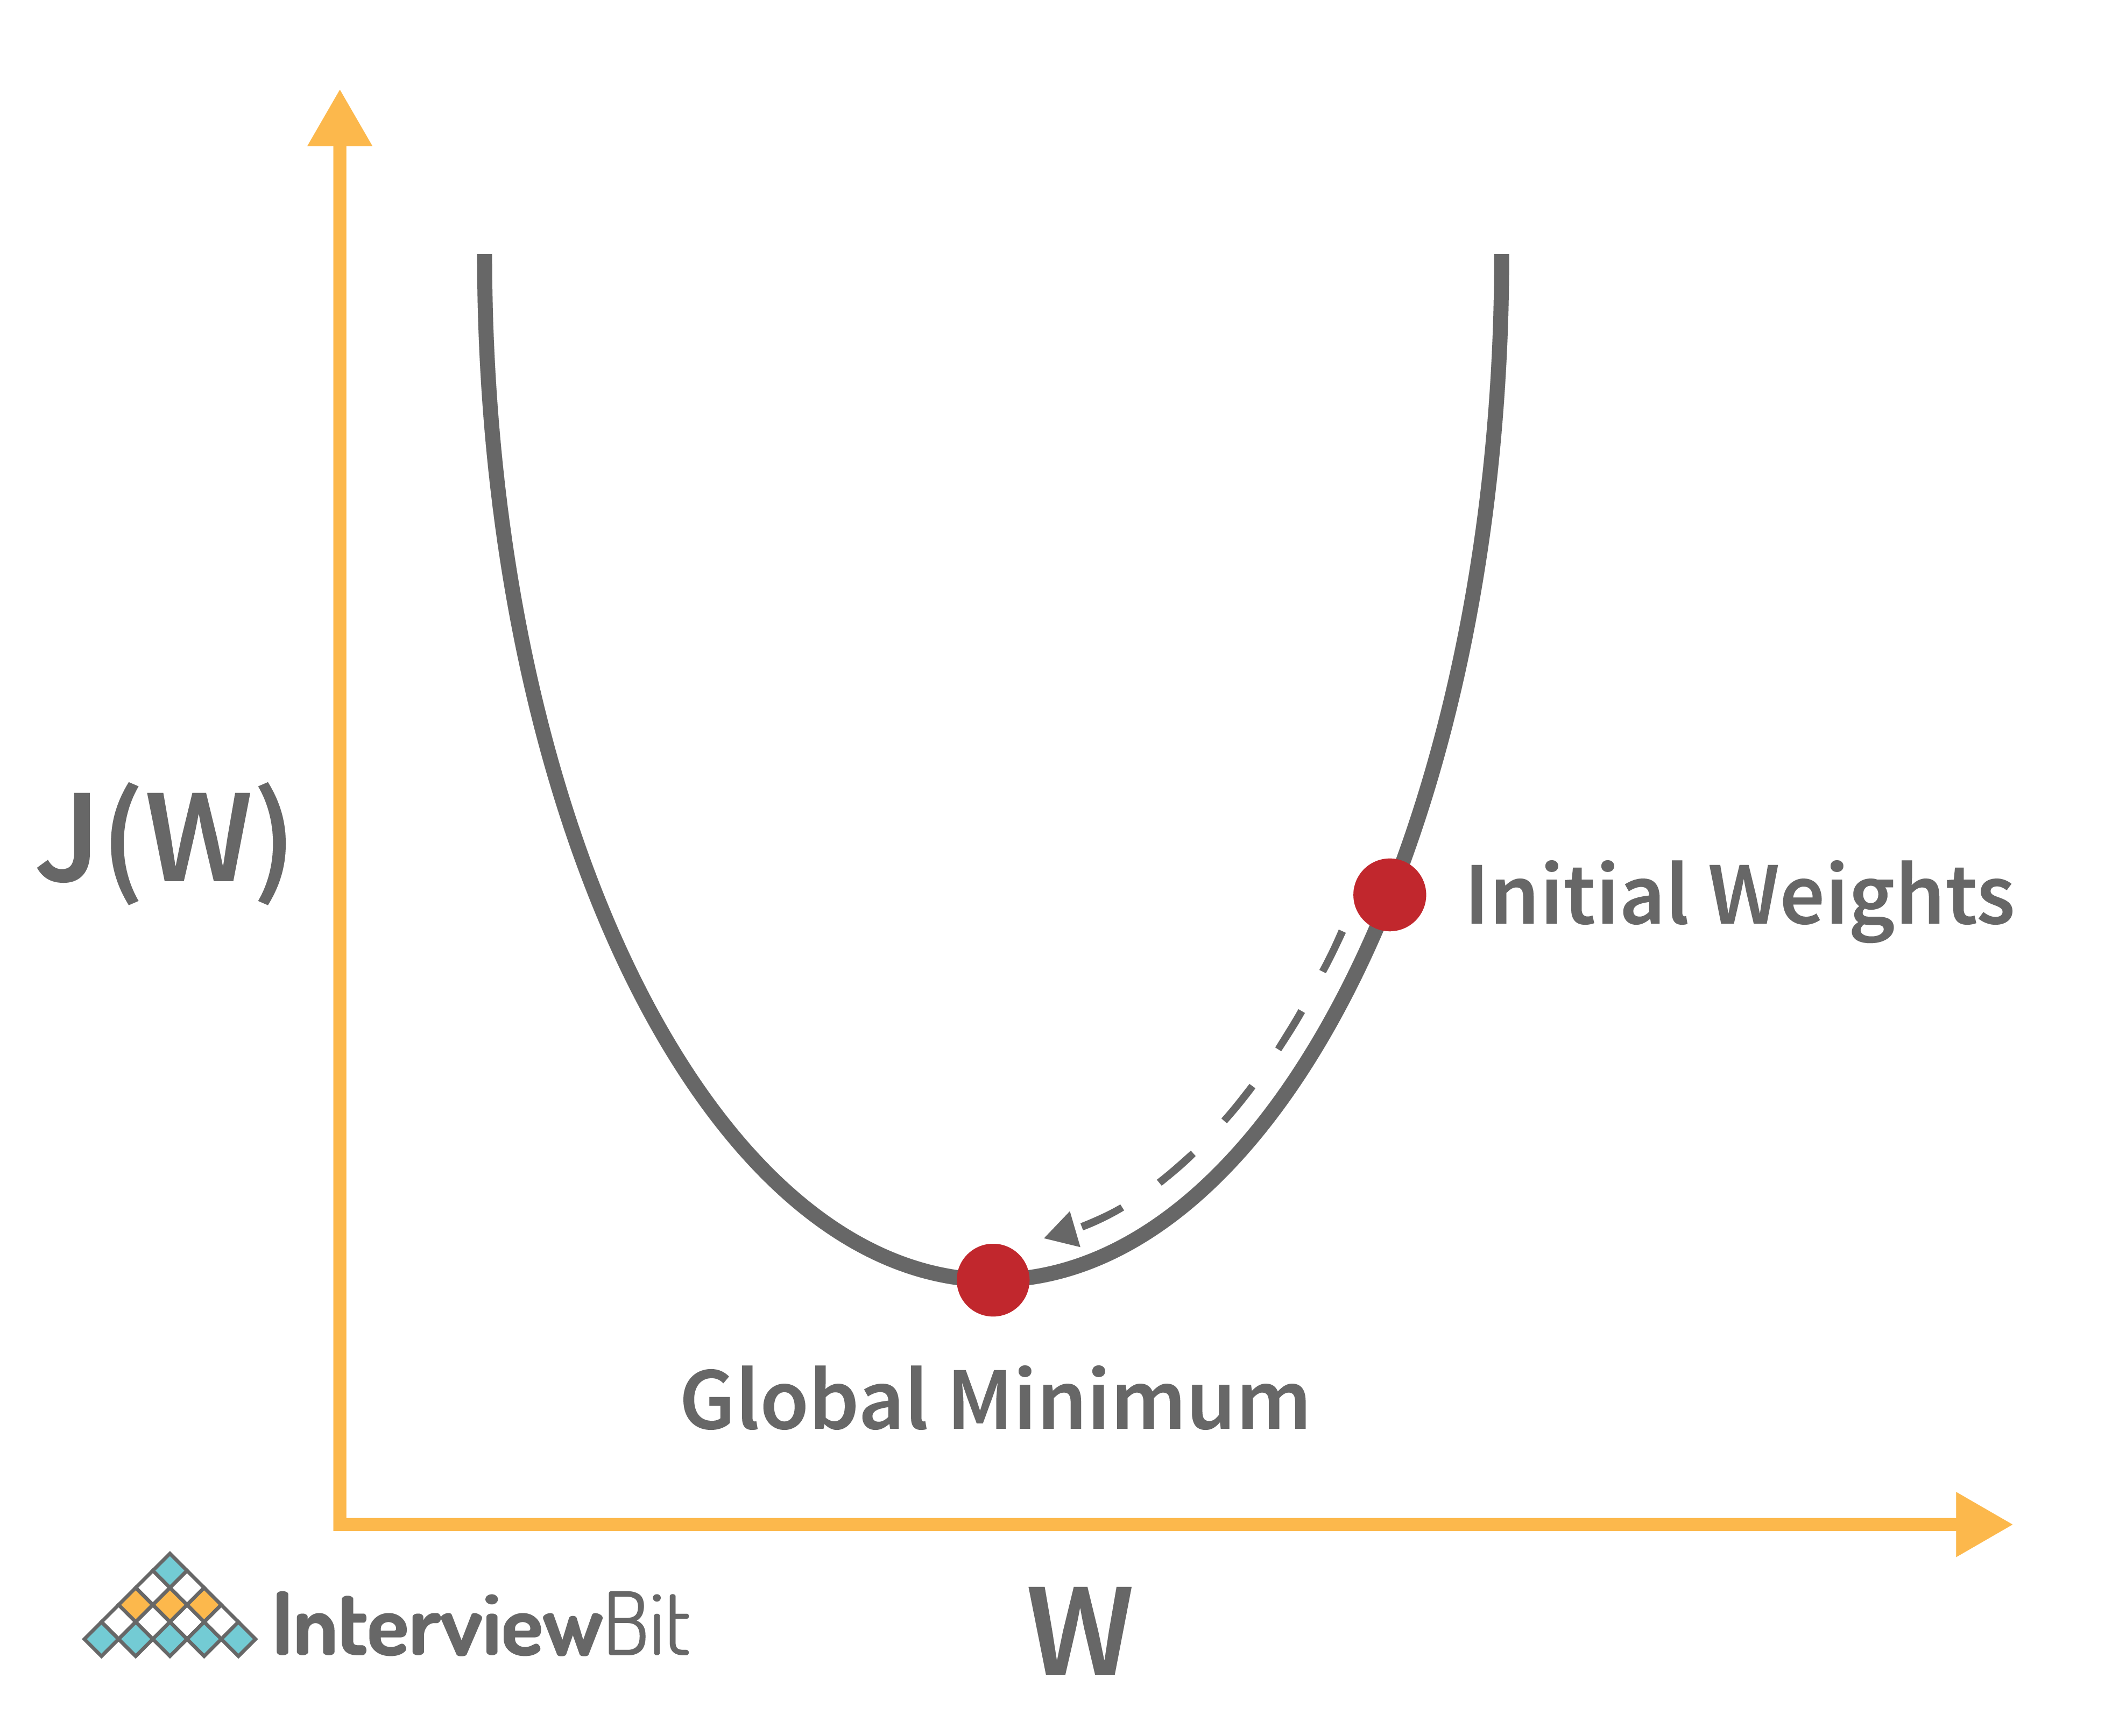 J(W)
Initial Weights
Global Minimum
W
InterviewBit